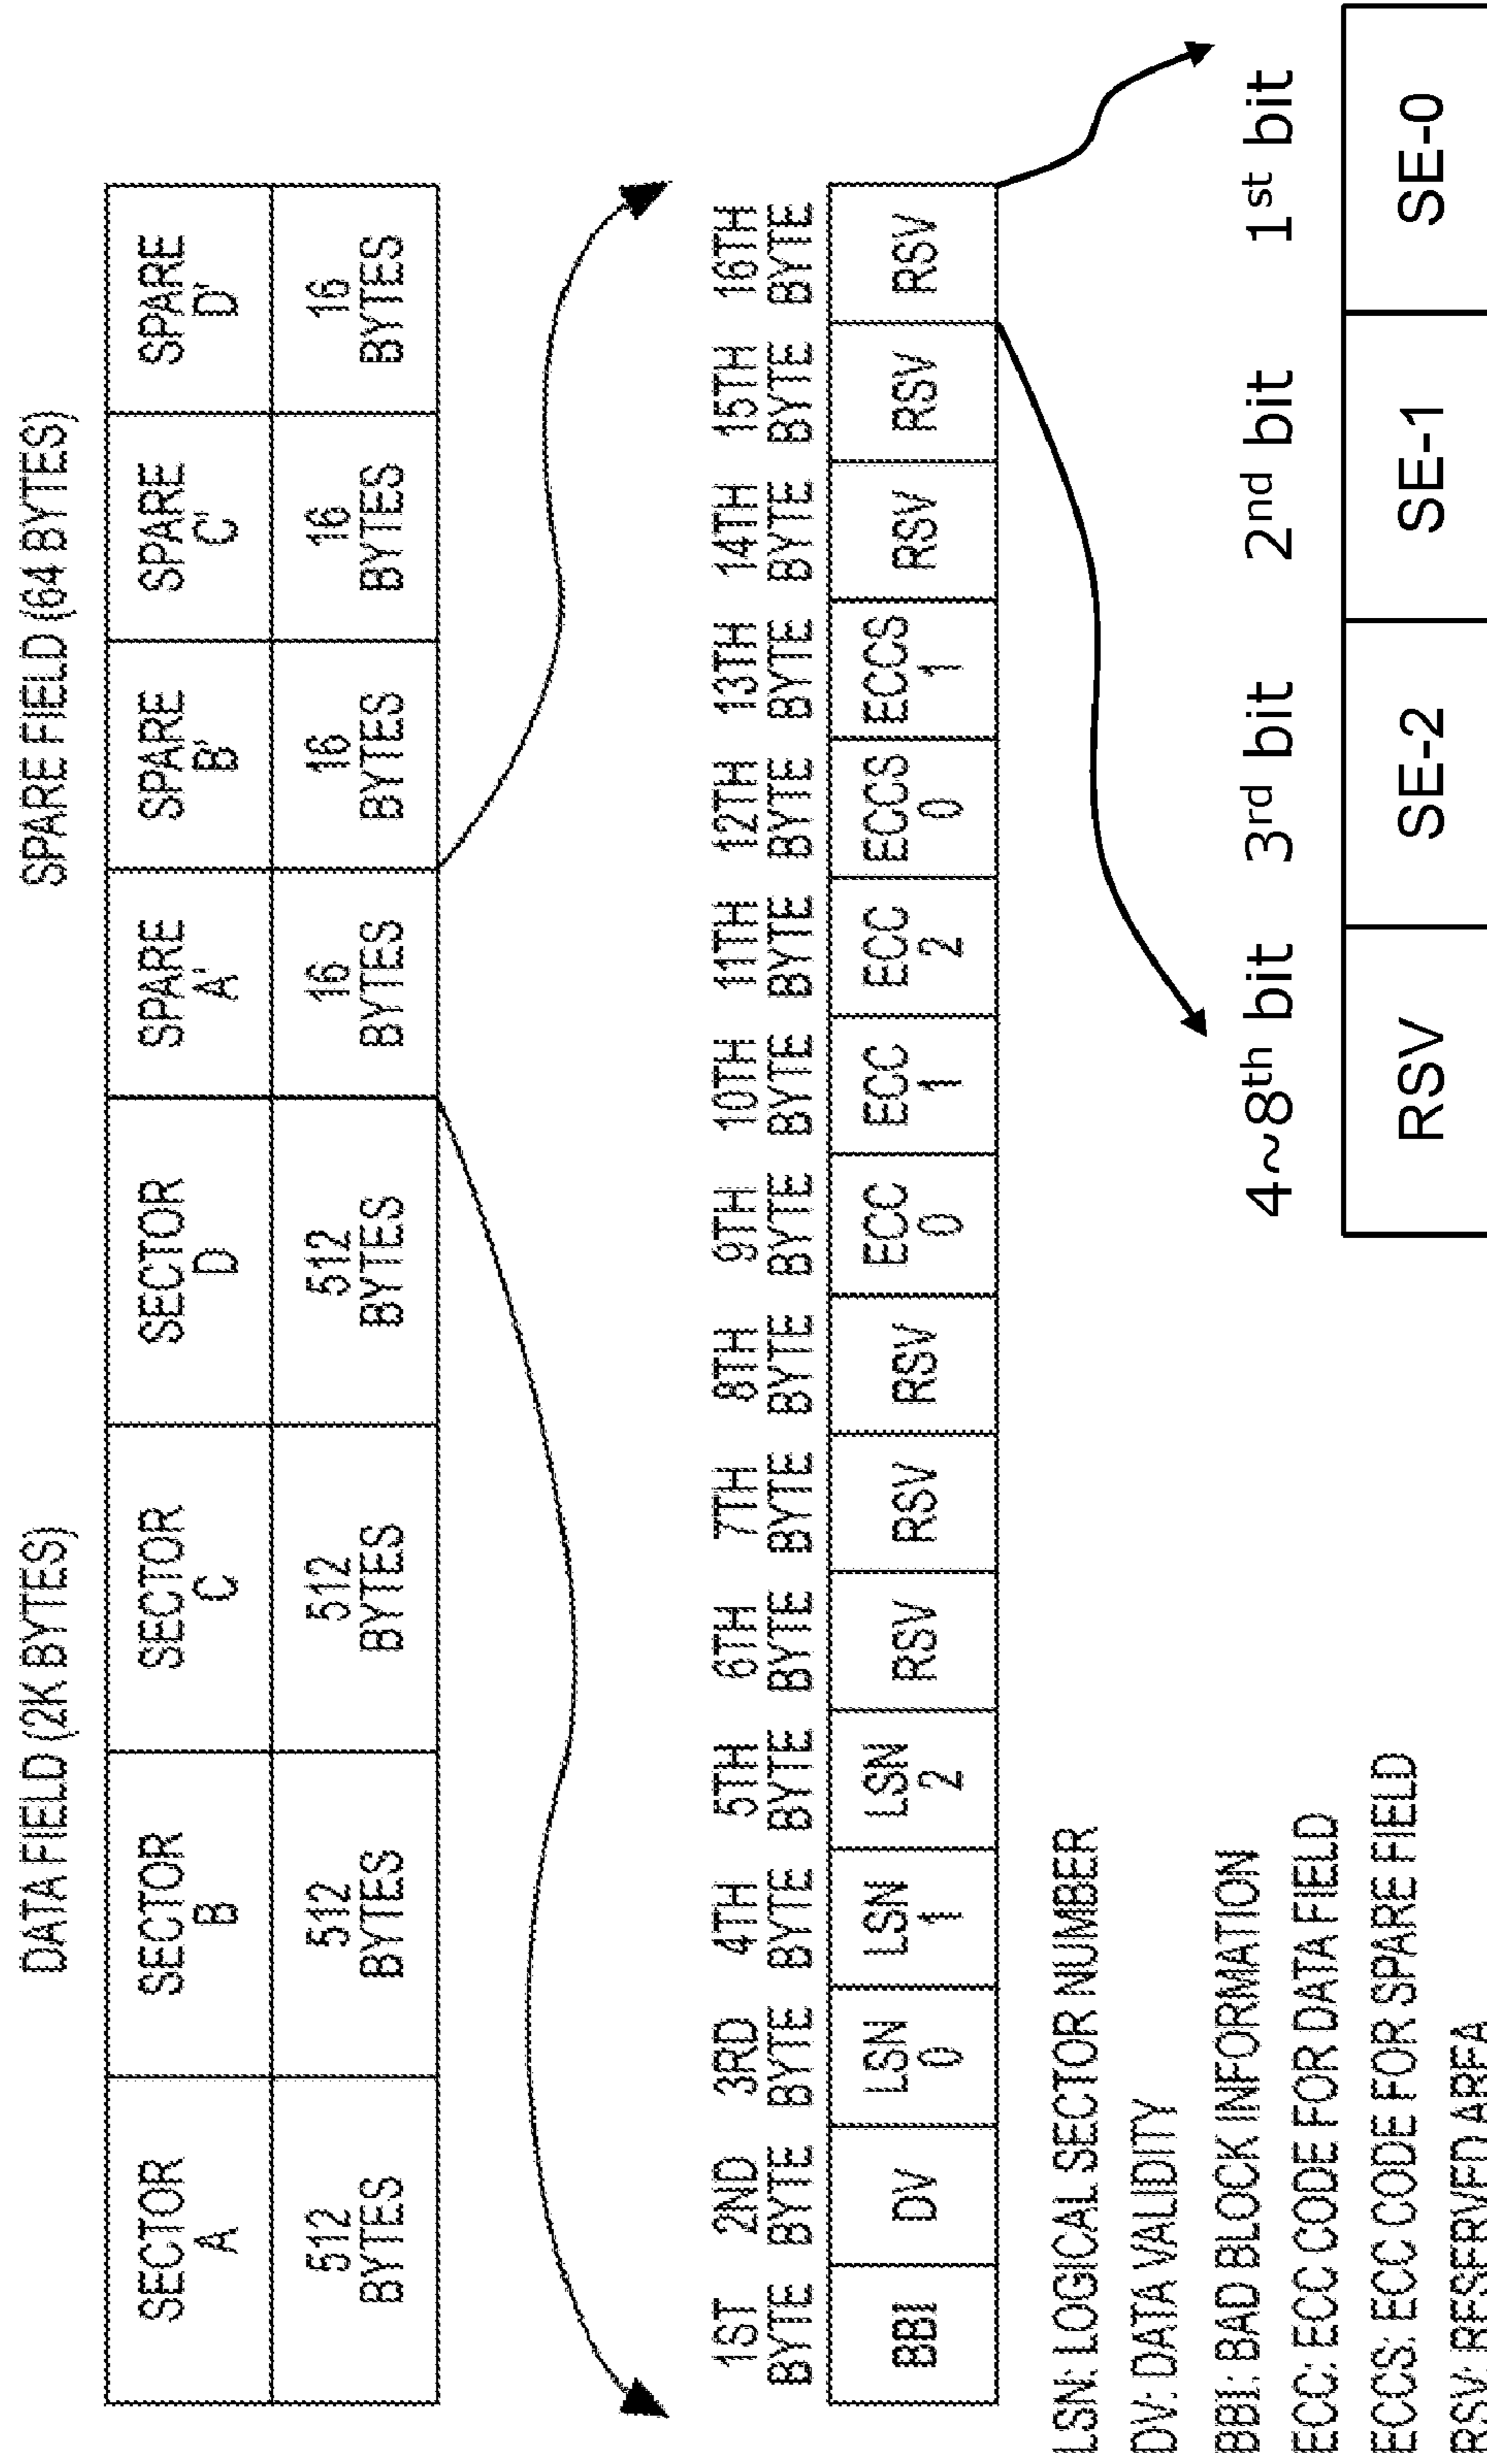 DATA FIELD (2K BYTES)
SPARE FIELD (64 BYTES)
SECTOR A
SECTOR B
SECTOR C
SECTOR D
SPARE A'
SPARE B'
SPARE C'
SPARE D'
512 BYTES
512 BYTES
512 BYTES
512 BYTES
16 BYTES
16 BYTES
16 BYTES
16 BYTES
1ST BYTE
2ND BYTE
3RD BYTE
4TH BYTE
5TH BYTE
6TH BYTE
7TH BYTE
8TH BYTE
9TH BYTE
10TH BYTE
11TH BYTE
12TH BYTE
13TH BYTE
14TH BYTE
15TH BYTE
16TH BYTE
BBI
DV
LSN 0
LSN 1
LSN 2
RSV
RSV
RSV
ECC 0
ECC 1
ECC 2
ECCS 0
ECCS 1
RSV
RSV
RSV
LSN: LOGICAL SECTOR NUMBER
DV: DATA VALIDITY
BBI: BAD BLOCK INFORMATION
ECC: ECC CODE FOR DATA FIELD
ECCS: ECC CODE FOR SPARE FIELD
RSV: RESERVED AREA
4~8th bit
3rd bit
2nd bit
1st bit
RSV
SE-2
SE-1
SE-0